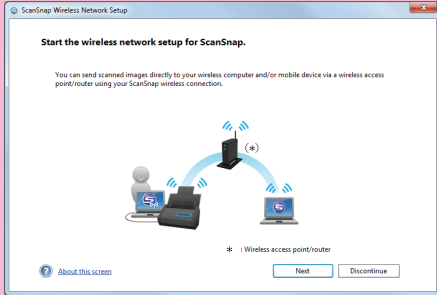 ScanSnap Wireless Network Setup
Start the wireless network setup for ScanSnap.
You can send scanned images directly to your wireless computer and/or mobile device via a wireless access
point/router using your ScanSnap wireless connection.
(*)
* : Wireless access point/router
? About this screen
Next
Discontinue